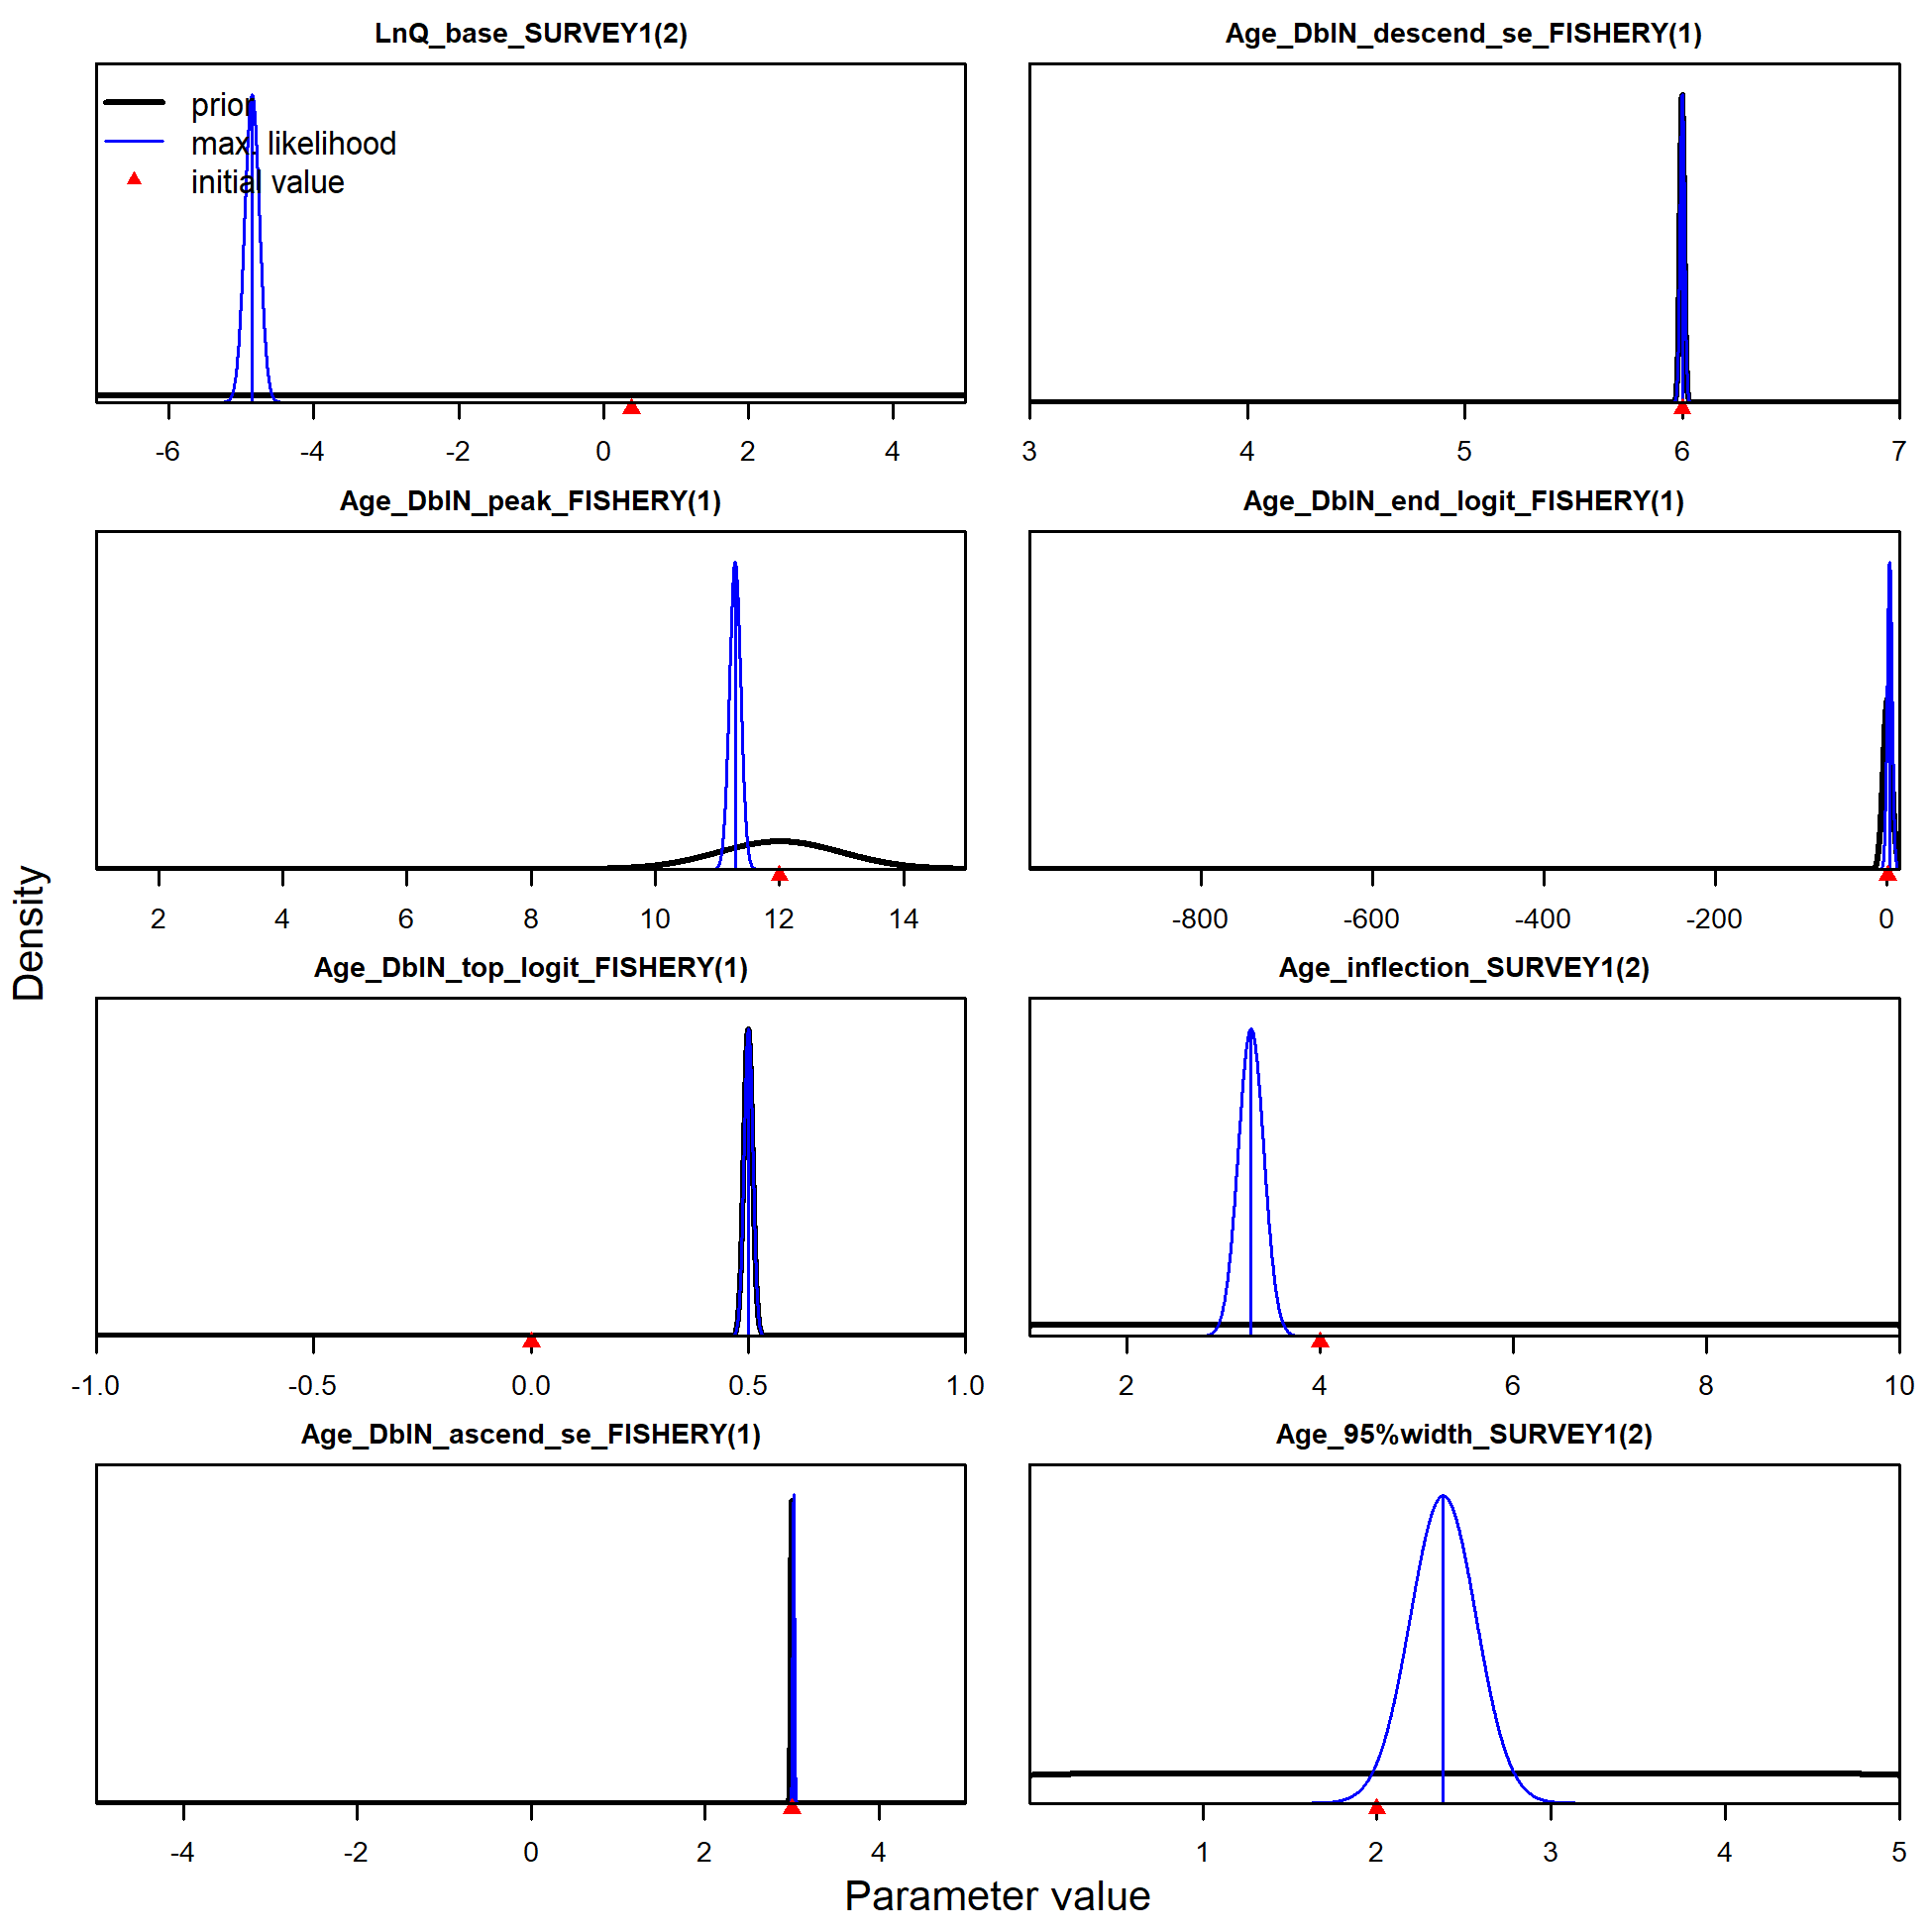 LnQ_base_SURVEY1(2)
prior
max. likelihood
initial value
-6 -4 -2 0 2 4
Age_DblN_descend_se_FISHERY(1)
3 4 5 6 7
Age_DblN_peak_FISHERY(1)
2 4 6 8 10 12 14
Age_DblN_end_logit_FISHERY(1)
-800 -600 -400 -200 0
Age_DblN_top_logit_FISHERY(1)
-1.0 -0.5 0.0 0.5 1.0
Age_inflection_SURVEY1(2)
2 4 6 8 10
Age_DblN_ascend_se_FISHERY(1)
-4 -2 0 2 4
Age_95%width_SURVEY1(2)
1 2 3 4 5
Density
Parameter value